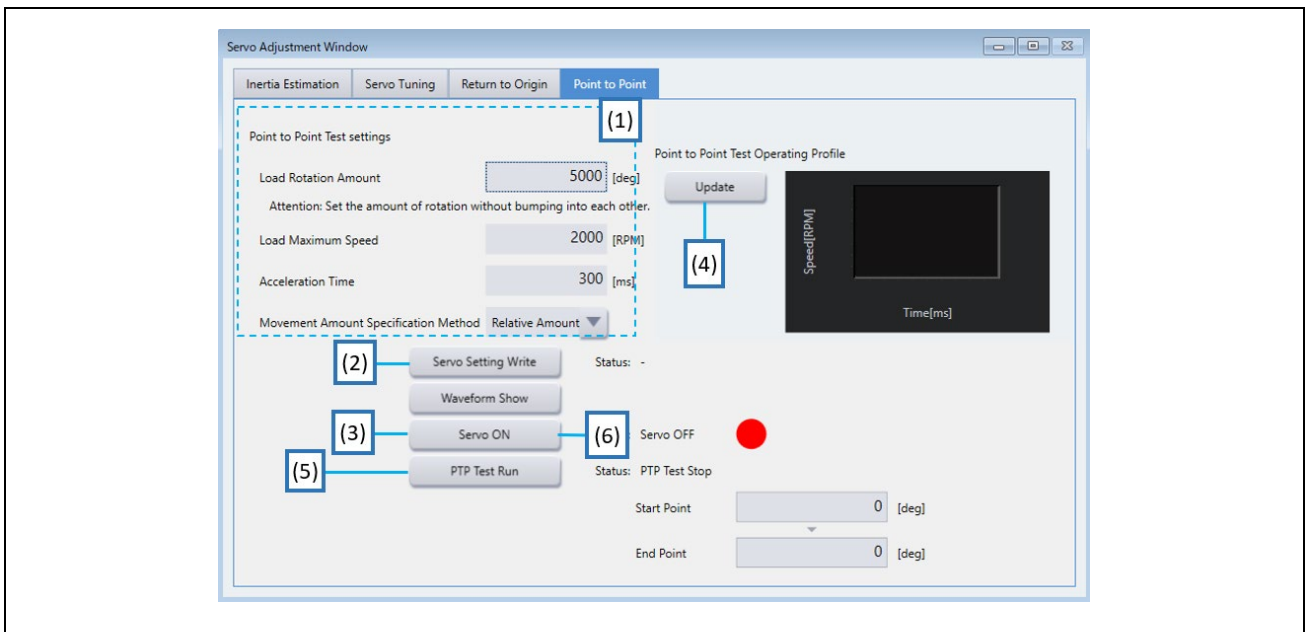 Servo Adjustment Window
Inertia Estimation Servo Tuning Return to Origin Point to Point
(1)
Point to Point Test settings
Point to Point Test Operating Profile
Load Rotation Amount 5000 [deg]
Update
Attention: Set the amount of rotation without bumping into each other.
Load Maximum Speed 2000 [RPM]
(4)
Speed[RPM]
Acceleration Time 300 [ms]
Time[ms]
Movement Amount Specification Method Relative Amount
(2) Servo Setting Write Status: -
Waveform Show
(3) Servo ON (6) : Servo OFF
(5) PTP Test Run Status: PTP Test Stop
Start Point 0 [deg]
End Point 0 [deg]